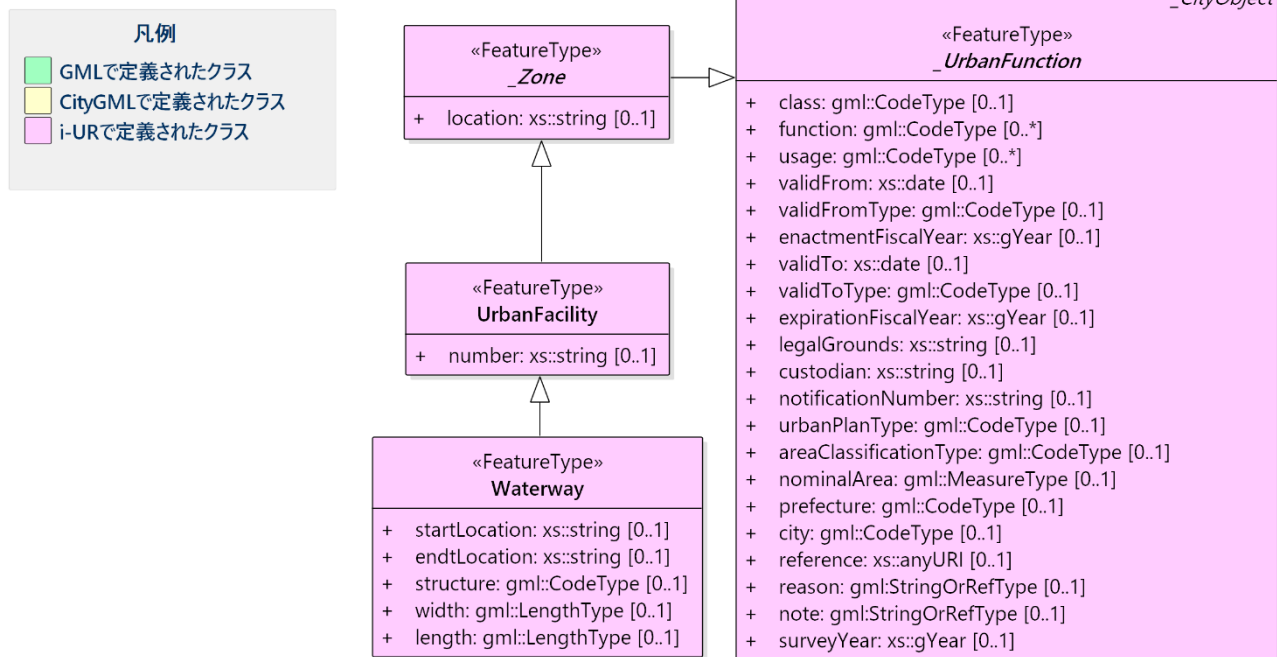 凡例
GMLで定義されたクラス
CityGMLで定義されたクラス
i-URで定義されたクラス
«FeatureType»
_Zone
+ location: xs::string [0..1]
«FeatureType»
UrbanFacility
+ number: xs::string [0..1]
«FeatureType»
Waterway
+ startLocation: xs::string [0..1]
+ endtLocation: xs::string [0..1]
+ structure: gml::CodeType [0..1]
+ width: gml::LengthType [0..1]
+ length: gml::LengthType [0..1]
_CityObject
«FeatureType»
_UrbanFunction
+ class: gml::CodeType [0..1]
+ function: gml::CodeType [0..*]
+ usage: gml::CodeType [0..*]
+ validFrom: xs::date [0..1]
+ validFromType: gml::CodeType [0..1]
+ enactmentFiscalYear: xs::gYear [0..1]
+ validTo: xs::date [0..1]
+ validToType: gml::CodeType [0..1]
+ expirationFiscalYear: xs::gYear [0..1]
+ legalGrounds: xs::string [0..1]
+ custodian: xs::string [0..1]
+ notificationNumber: xs::string [0..1]
+ urbanPlanType: gml::CodeType [0..1]
+ areaClassificationType: gml::CodeType [0..1]
+ nominalArea: gml::MeasureType [0..1]
+ prefecture: gml::CodeType [0..1]
+ city: gml::CodeType [0..1]
+ reference: xs::anyURI [0..1]
+ reason: gml:StringOrRefType [0..1]
+ note: gml:StringOrRefType [0..1]
+ surveyYear: xs::gYear [0..1]